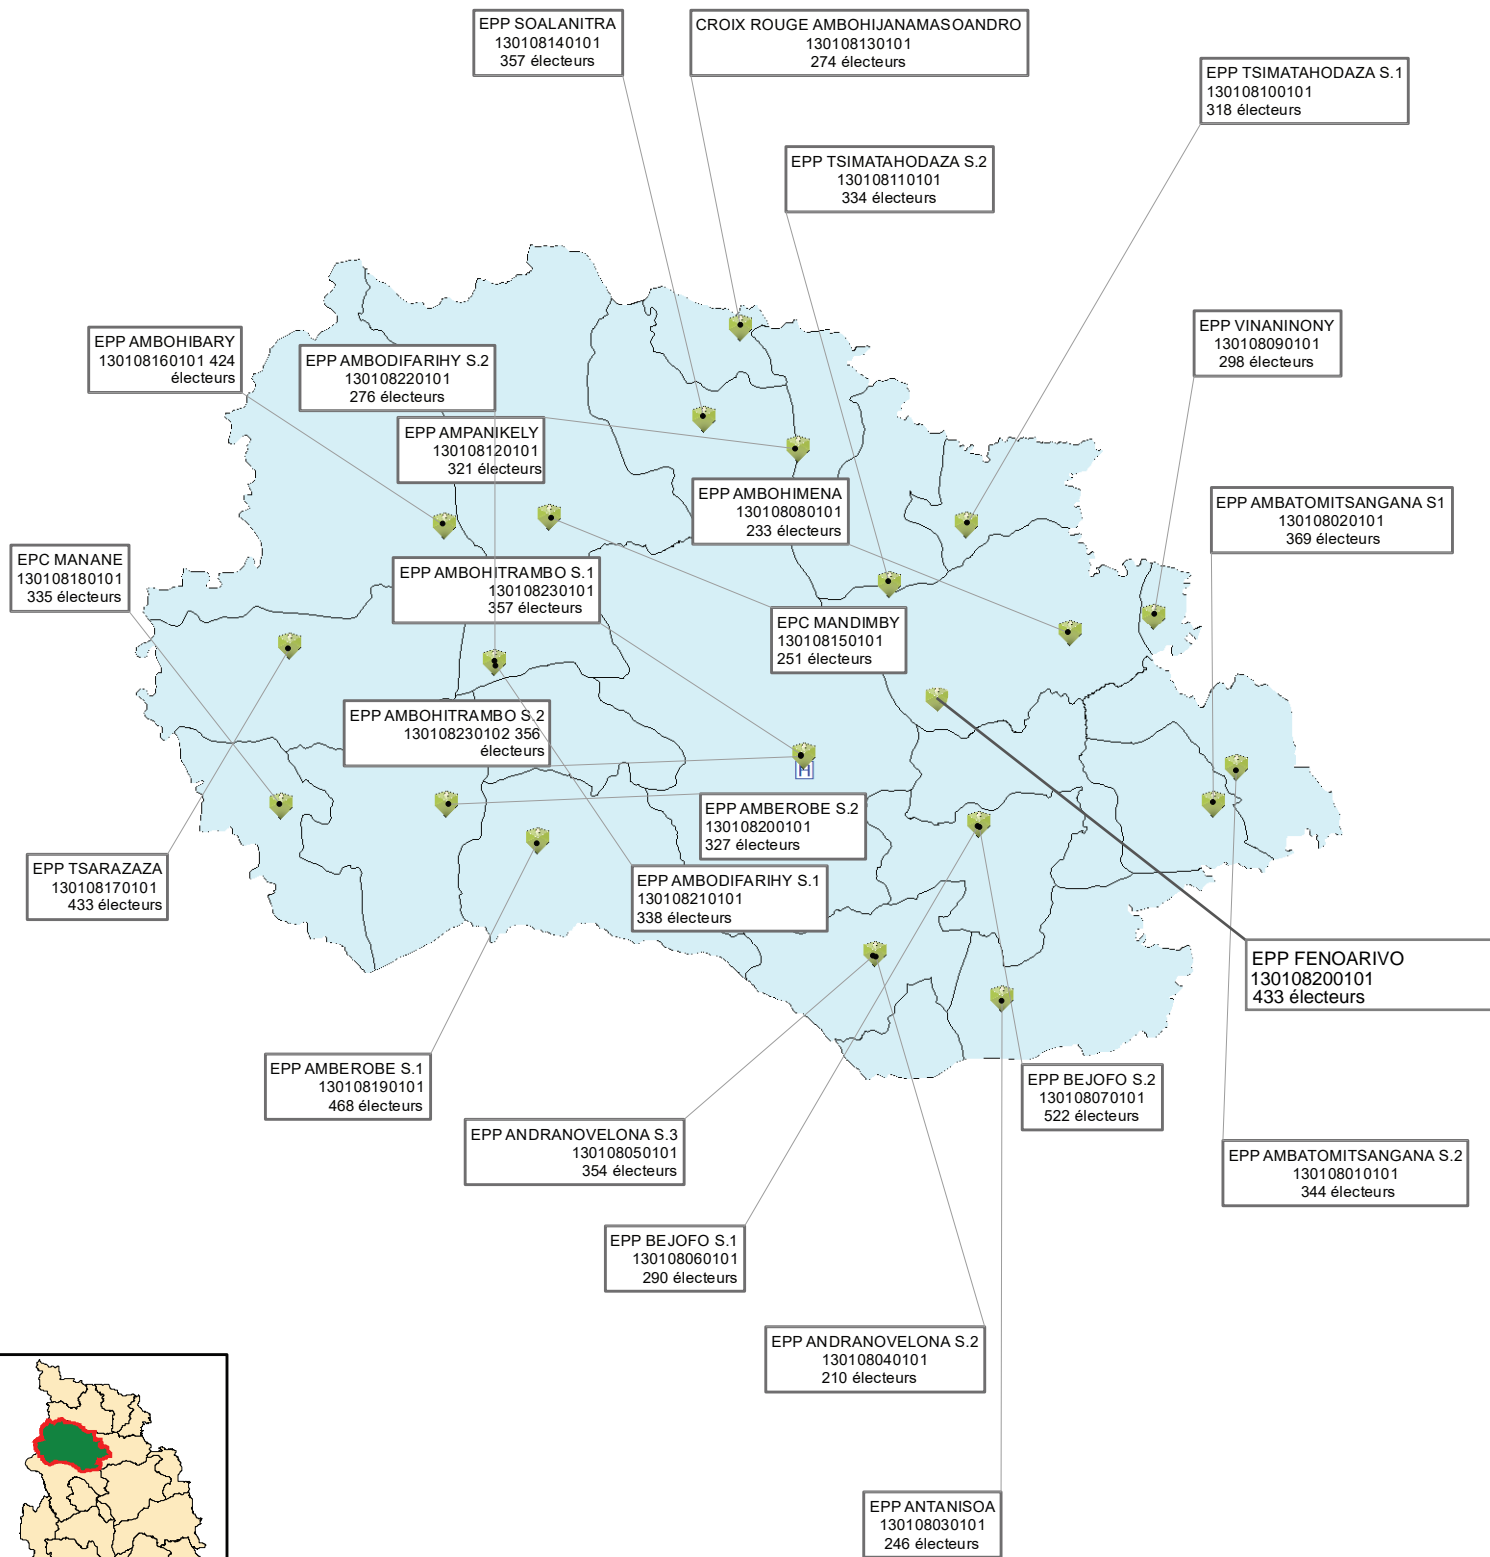 EPP SOALANITRA
130108140101
357 électeurs
CROIX ROUGE AMBOHIJANAMASOANDRO
130108130101
274 électeurs
EPP TSIMATAHODAZA S.1
130108100101
318 électeurs
EPP TSIMATAHODAZA S.2
130108110101
334 électeurs
EPP AMBOHIBARY
130108160101 424
électeurs
EPP AMBODIFARIHY S.2
130108220101
276 électeurs
EPP VINANINONY
130108090101
298 électeurs
EPP AMPANIKELY
130108120101
321 électeurs
EPP AMBOHIMENA
130108080101
233 électeurs
EPP AMBATOMITSANGANA S1
130108020101
369 électeurs
EPC MANANE
130108180101
335 électeurs
EPP AMBOHITRAMBO S.1
130108230101
357 électeurs
EPC MANDIMBY
130108150101
251 électeurs
EPP AMBOHITRAMBO S.2
130108230102 356
électeurs
H
EPP AMBEROBE S.2
130108200101
327 électeurs
EPP TSARAZAZA
130108170101
433 électeurs
EPP AMBODIFARIHY S.1
130108210101
338 électeurs
EPP FENOARIVO
130108200101
433 électeurs
EPP AMBEROBE S.1
130108190101
468 électeurs
EPP BEJOFO S.2
130108070101
522 électeurs
EPP ANDRANOVELONA S.3
130108050101
354 électeurs
EPP AMBATOMITSANGANA S.2
130108010101
344 électeurs
EPP BEJOFO S.1
130108060101
290 électeurs
EPP ANDRANOVELONA S.2
130108040101
210 électeurs
EPP ANTANISOA
130108030101
246 électeurs